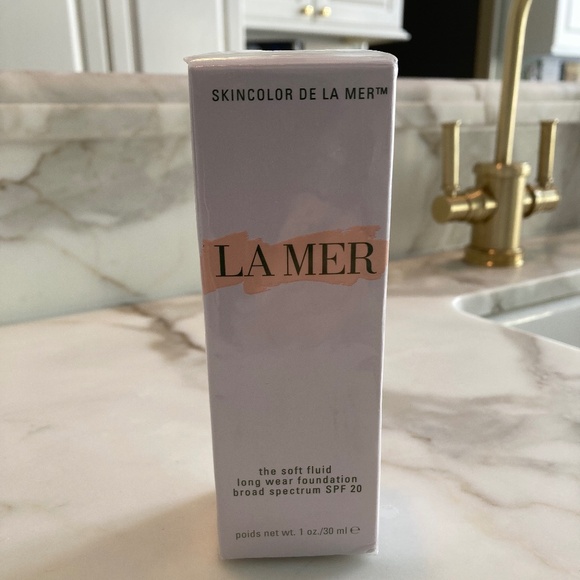 SKINCOLOR DE LA MER™
LA MER
the soft fluid
long wear foundation
broad spectrum SPF 20
poids net wt. 1 oz./30 ml ℮